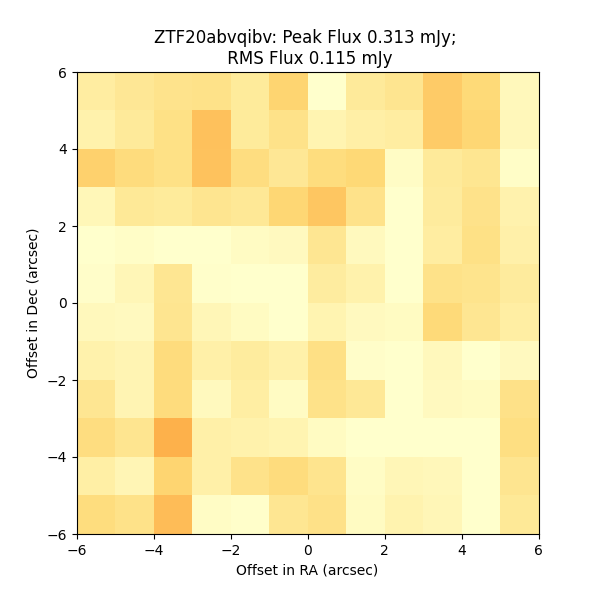 ZTF20abvqibv: Peak Flux 0.313 mJy;
RMS Flux 0.115 mJy
6
4
2
0
−2
−4
−6
Offset in Dec (arcsec)
−6 −4 −2 0 2 4 6
Offset in RA (arcsec)